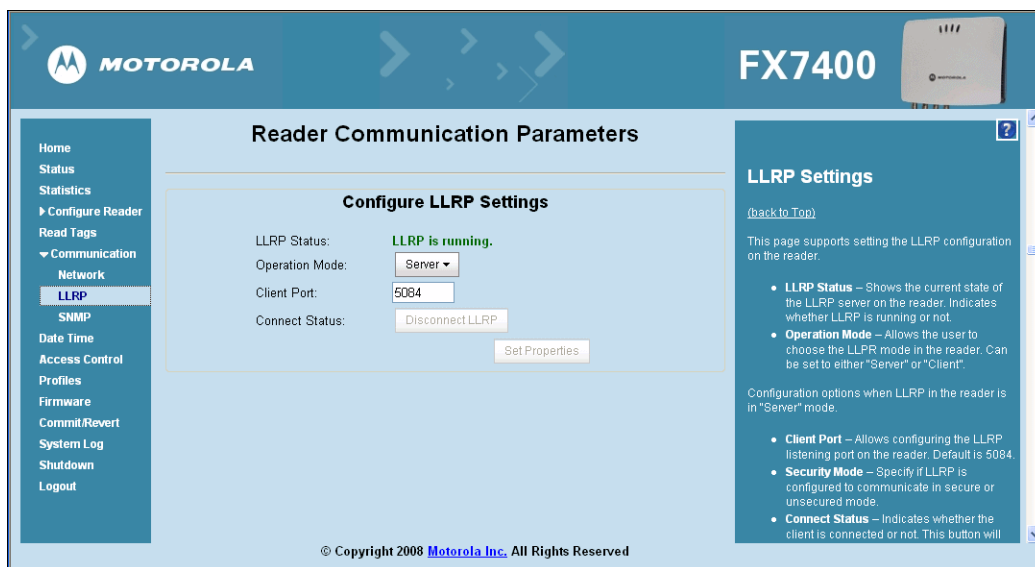 MOTOROLA
FX7400
MOTOROLA
Home
Status
Statistics
Configure Reader
Read Tags
Communication
Network
LLRP
SNMP
Date Time
Access Control
Profiles
Firmware
Commit/Revert
System Log
Shutdown
Logout
Reader Communication Parameters
Configure LLRP Settings
LLRP Status: LLRP is running.
Operation Mode: Server
Client Port: 5084
Connect Status: Disconnect LLRP
Set Properties
?
LLRP Settings
(back to Top)
This page supports setting the LLRP configuration
on the reader.
• LLRP Status – Shows the current state of
the LLRP server on the reader. Indicates
whether LLRP is running or not.
• Operation Mode – Allows the user to
choose the LLPR mode in the reader. Can
be set to either "Server" or "Client".
Configuration options when LLRP in the reader is
in "Server" mode.
• Client Port – Allows configuring the LLRP
listening port on the reader. Default is 5084.
• Security Mode – Specify if LLRP is
configured to communicate in secure or
unsecured mode.
• Connect Status – Indicates whether the
client is connected or not. This button will
© Copyright 2008 Motorola Inc. All Rights Reserved